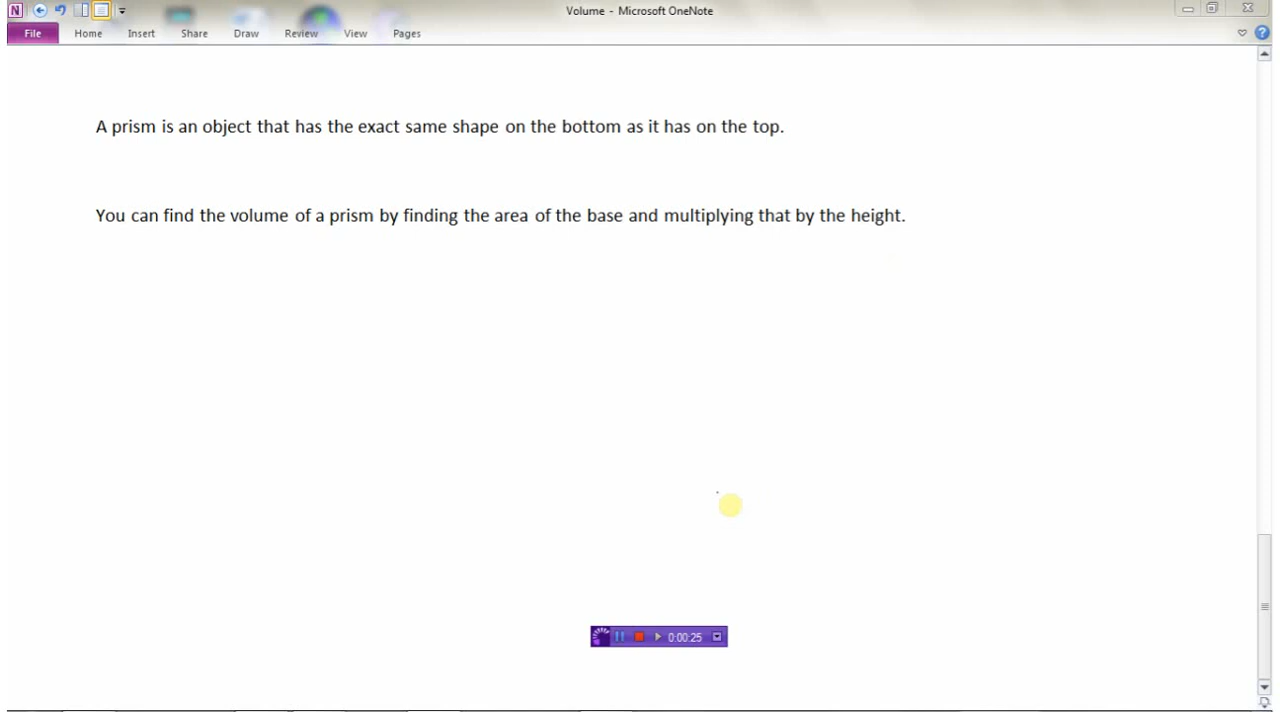 Volume - Microsoft OneNote
File Home Insert Share Draw Review View Pages
A prism is an object that has the exact same shape on the bottom as it has on the top.
You can find the volume of a prism by finding the area of the base and multiplying that by the height.
0:00:25